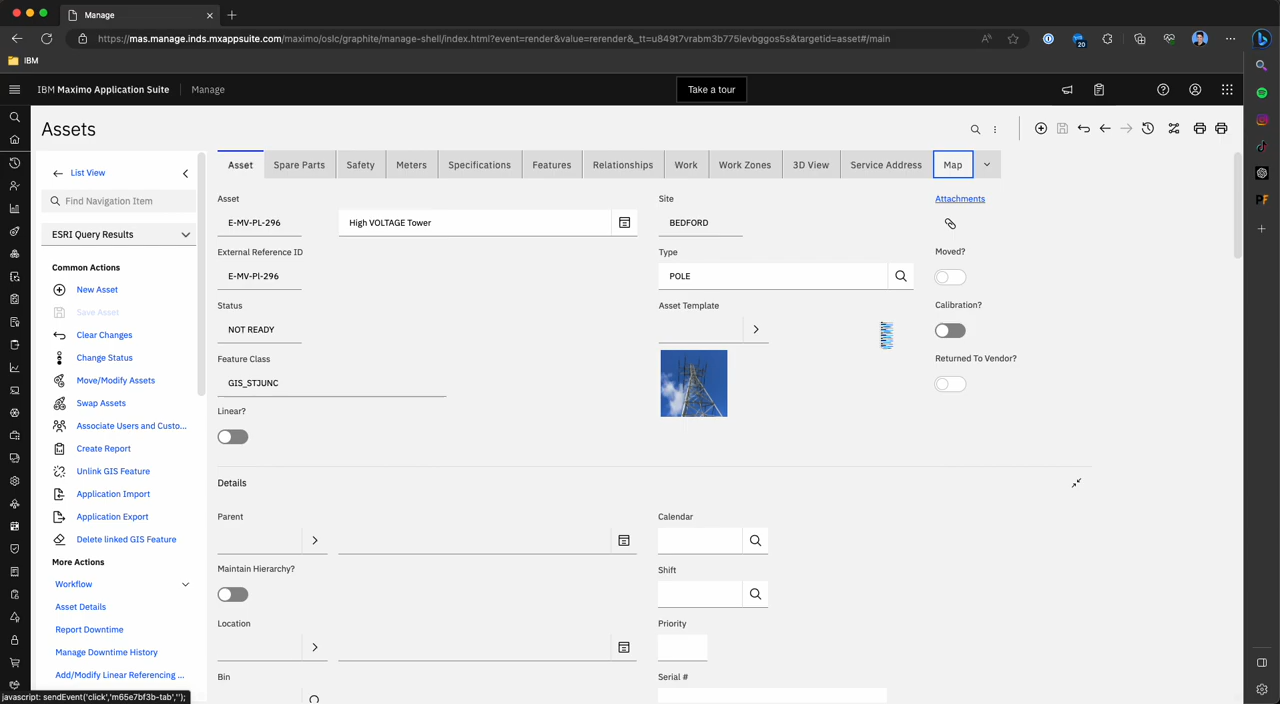 Manage
https://mas.manage.inds.mxappsuite.com/maximo/oslc/graphite/manage-shell/index.html?event=render&value=rerender&_tt=u849t7vrabm3b775levbggos5s&targetid=asset#/main
20
IBM
IBM Maximo Application Suite
Manage
Take a tour
Assets
Asset
Spare Parts
Safety
Meters
Specifications
Features
Relationships
Work
Work Zones
3D View
Service Address
Map
List View
Find Navigation Item
ESRI Query Results
Common Actions
New Asset
Save Asset
Clear Changes
Change Status
Move/Modify Assets
Swap Assets
Associate Users and Custo...
Create Report
Unlink GIS Feature
Application Import
Application Export
Delete linked GIS Feature
More Actions
Workflow
Asset Details
Report Downtime
Manage Downtime History
Add/Modify Linear Referencing ...
javascript: sendEvent('click','m65e7bf3b-tab','');
Asset
E-MV-PL-296
High VOLTAGE Tower
External Reference ID
E-MV-Pl-296
Status
NOT READY
Feature Class
GIS_STJUNC
Linear?
Site
BEDFORD
Type
POLE
Asset Template
Attachments
Moved?
Calibration?
Returned To Vendor?
Details
Parent
Maintain Hierarchy?
Location
Bin
Calendar
Shift
Priority
Serial #